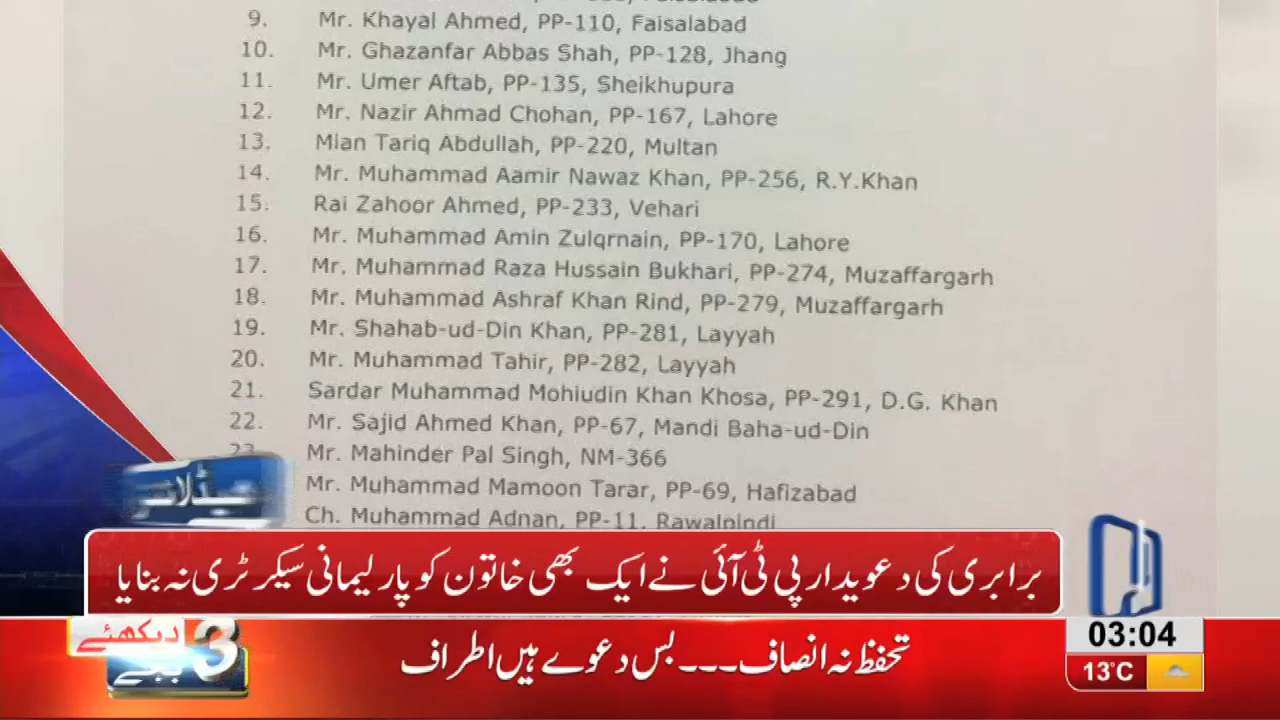 9. Mr. Khayal Ahmed, PP-110, Faisalabad
10. Mr. Ghazanfar Abbas Shah, PP-128, Jhang
11. Mr. Umer Aftab, PP-135, Sheikhupura
12. Mr. Nazir Ahmad Chohan, PP-167, Lahore
13. Mian Tariq Abdullah, PP-220, Multan
14. Mr. Muhammad Aamir Nawaz Khan, PP-256, R.Y.Khan
15. Rai Zahoor Ahmed, PP-233, Vehari
16. Mr. Muhammad Amin Zulqrnain, PP-170, Lahore
17. Mr. Muhammad Raza Hussain Bukhari, PP-274, Muzaffargarh
18. Mr. Muhammad Ashraf Khan Rind, PP-279, Muzaffargarh
19. Mr. Shahab-ud-Din Khan, PP-281, Layyah
20. Mr. Muhammad Tahir, PP-282, Layyah
21. Sardar Muhammad Mohiudin Khan Khosa, PP-291, D.G. Khan
22. Mr. Sajid Ahmed Khan, PP-67, Mandi Baha-ud-Din
23. Mr. Mahinder Pal Singh, NM-366
Mr. Muhammad Mamoon Tarar, PP-69, Hafizabad
Ch. Muhammad Adnan, PP-11, Rawalpindi
برابری کی دعویدار پی ٹی آئی نے ایک بھی خاتون کو پارلیمانی سیکرٹری نہ بنایا
تحفظ نہ انصاف۔۔۔بس دعوے ہیں اطراف
دیکھئے
3 بجے
03:04
13°C